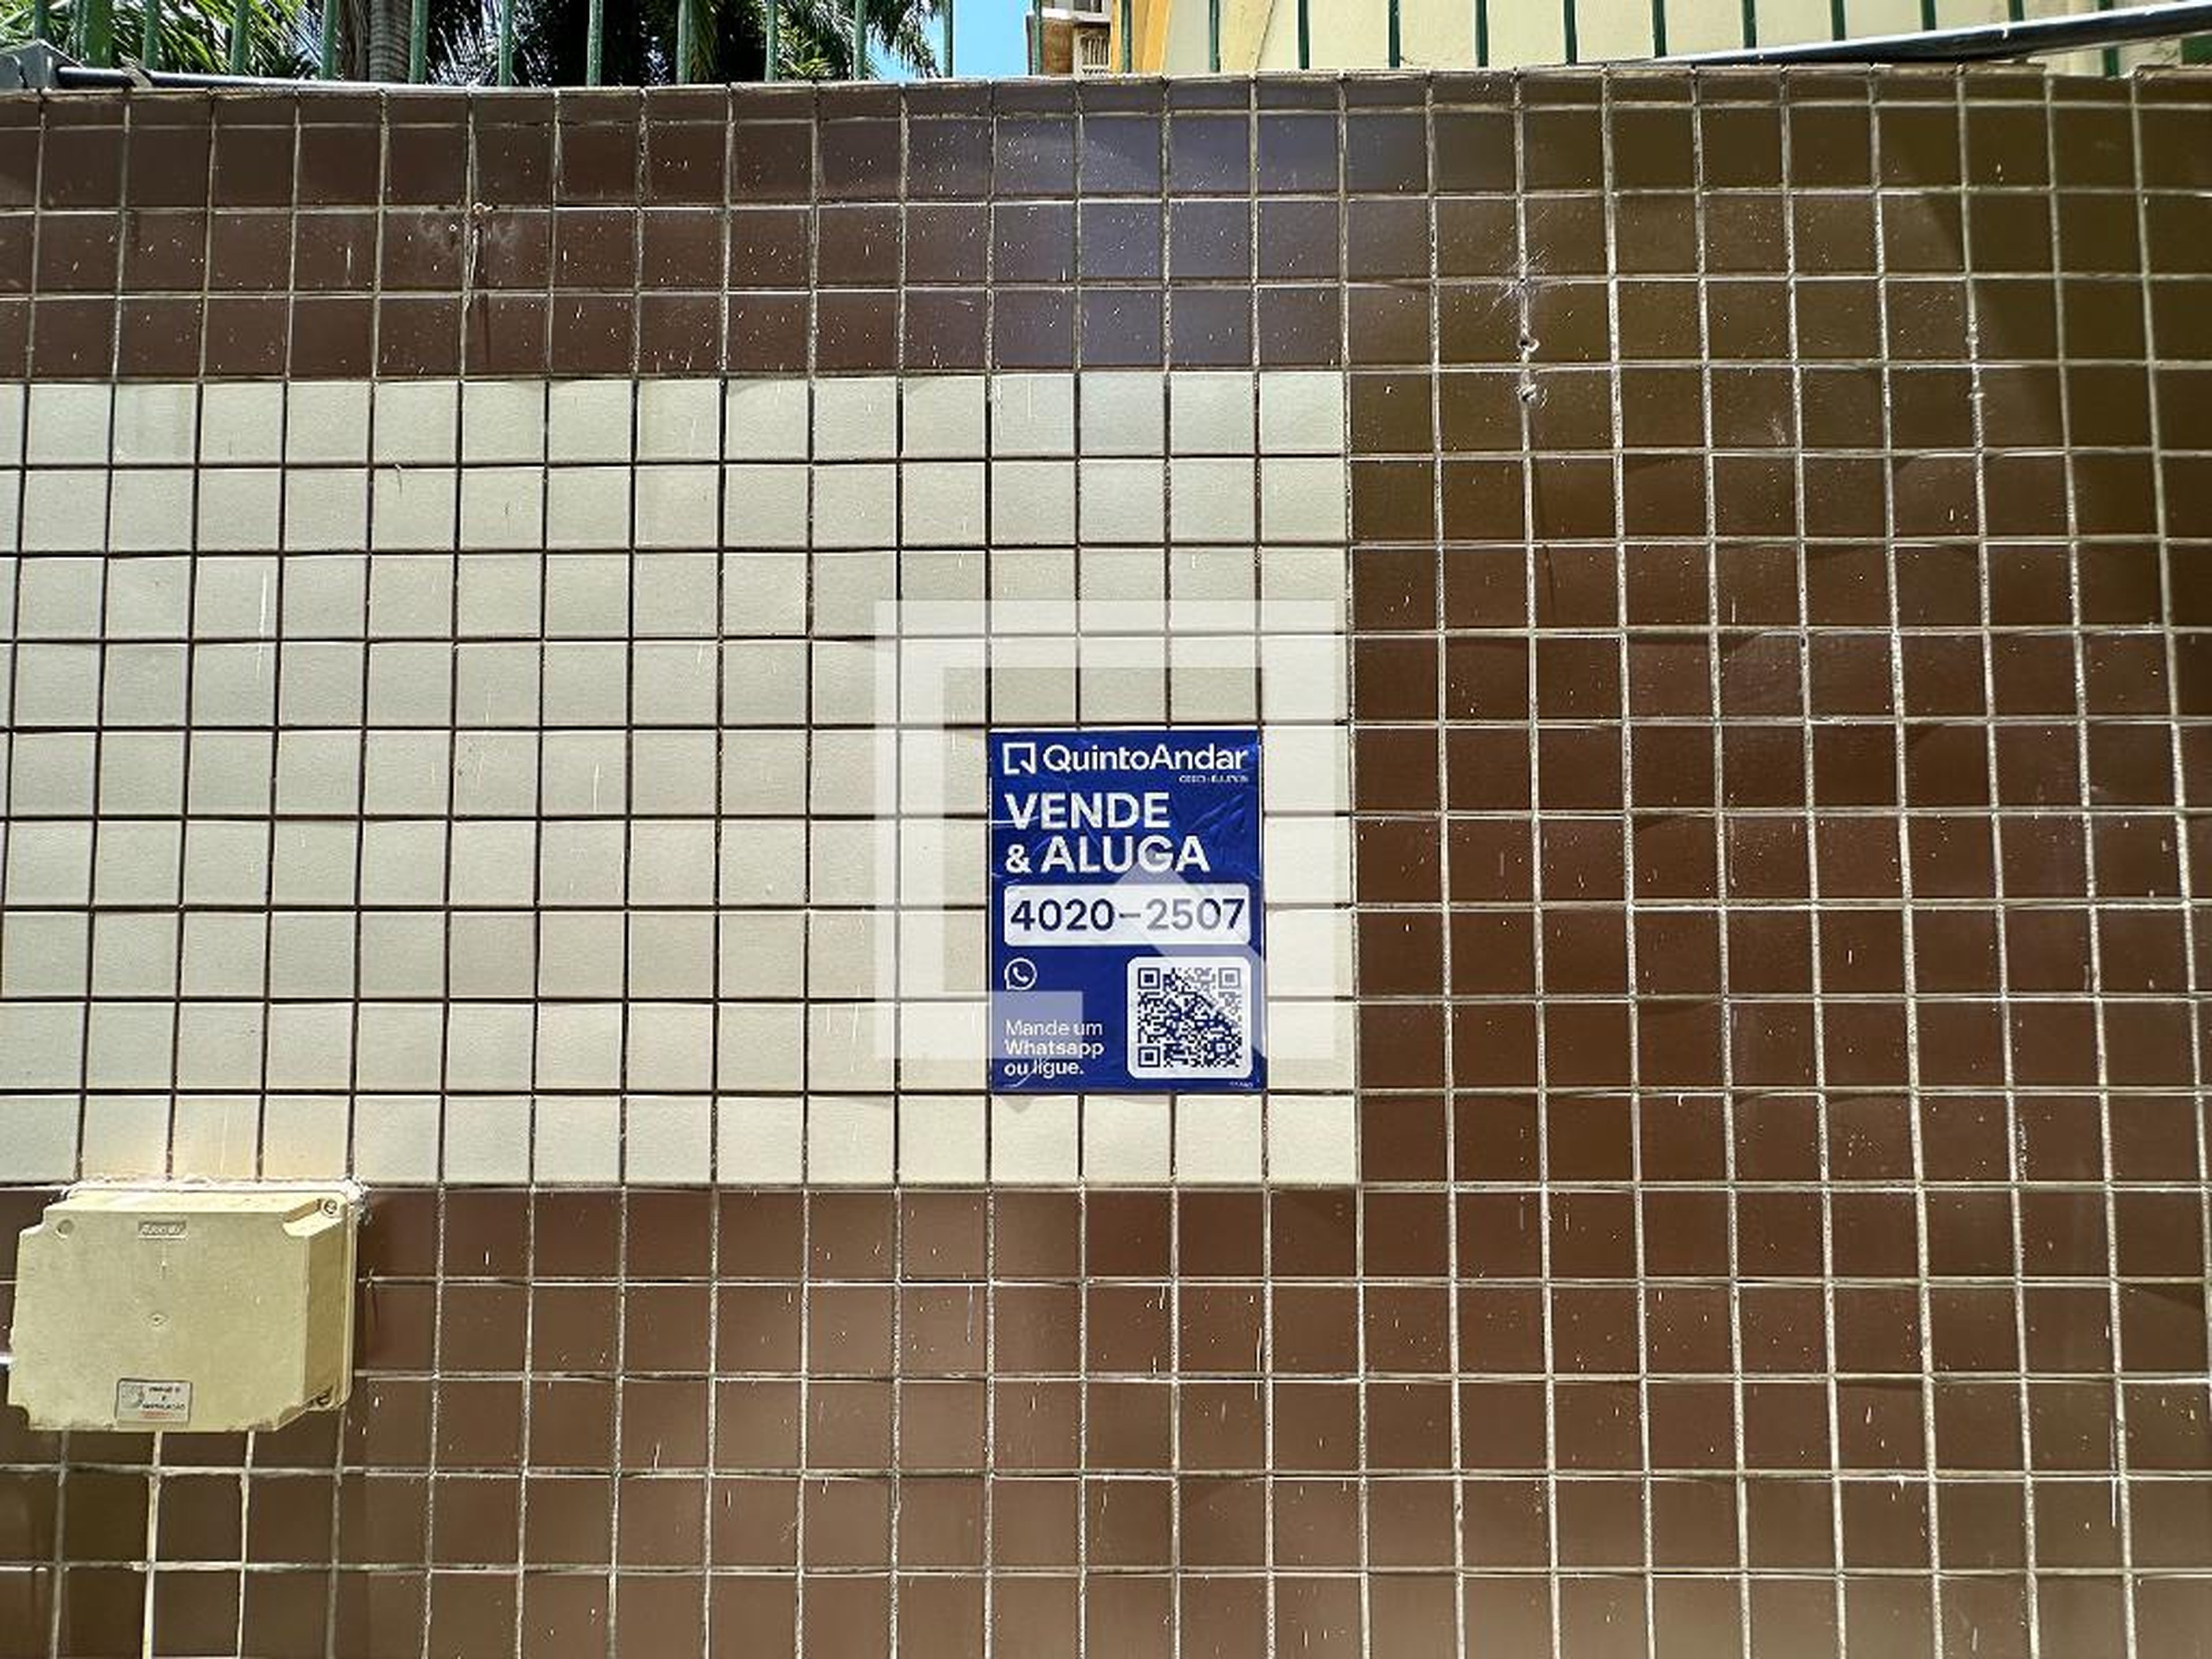 QuintoAndar
VENDE
& ALUGA
4020-2507
Mande um
Whatsapp
ou ligue.